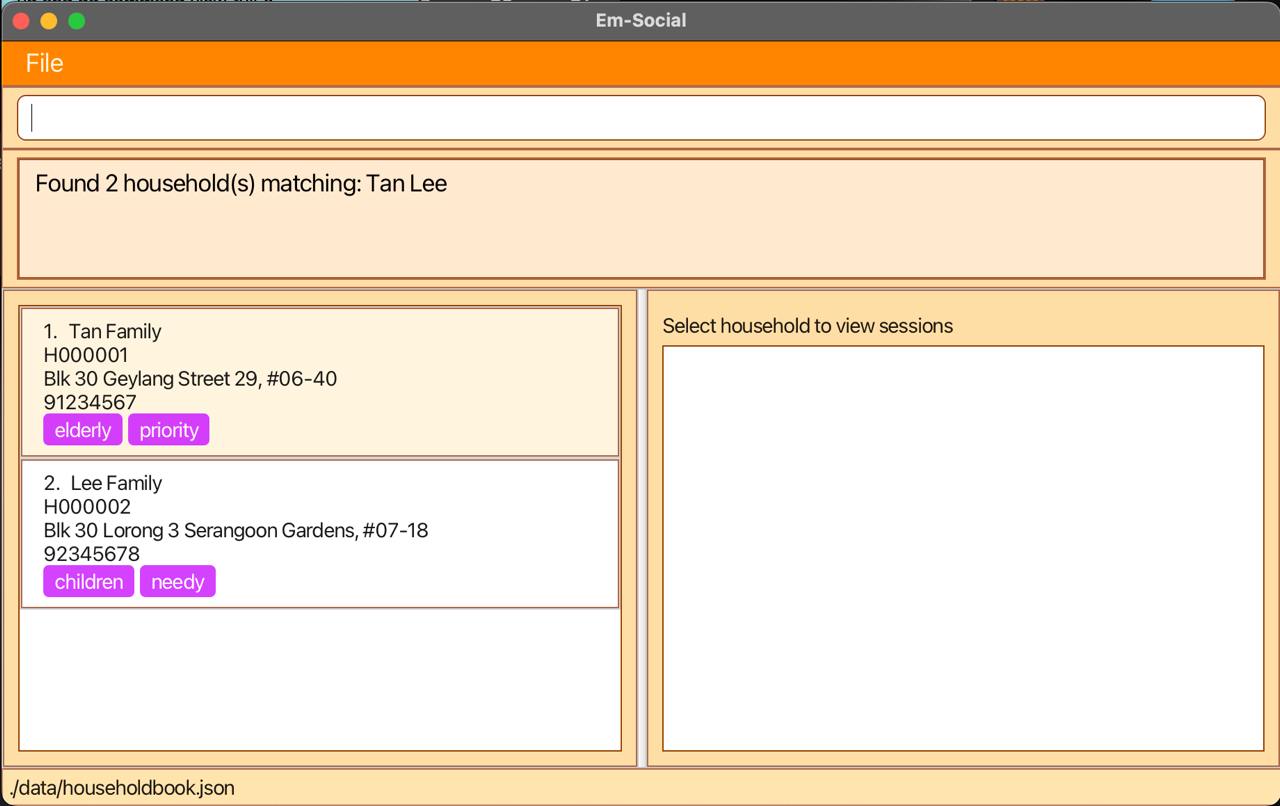 Em-Social
File
Found 2 household(s) matching: Tan Lee
1. Tan Family
H000001
Blk 30 Geylang Street 29, #06-40
91234567
elderly priority
2. Lee Family
H000002
Blk 30 Lorong 3 Serangoon Gardens, #07-18
92345678
children needy
Select household to view sessions
./data/householdbook.json